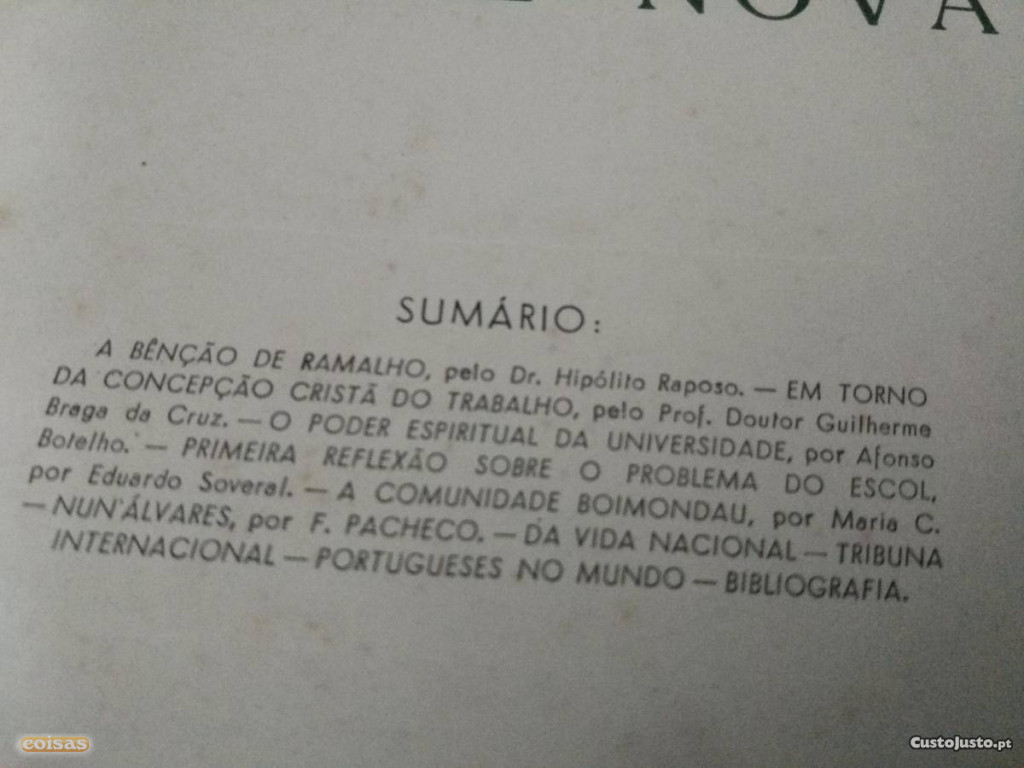 NOVA
SUMÁRIO:
A BÊNÇÃO DE RAMALHO, pelo Dr. Hipólito Raposo. — EM TORNO
DA CONCEPÇÃO CRISTÃ DO TRABALHO, pelo Prof. Doutor Guilherme
Braga da Cruz. — O PODER ESPIRITUAL DA UNIVERSIDADE, por Afonso
Botelho. — PRIMEIRA REFLEXÃO SOBRE O PROBLEMA DO ESCOL,
por Eduardo Soveral. — A COMUNIDADE BOIMONDAU, por Maria C.
— NUN'ÁLVARES, por F. PACHECO. — DA VIDA NACIONAL — TRIBUNA
INTERNACIONAL — PORTUGUESES NO MUNDO — BIBLIOGRAFIA.
coisas
CustoJusto.pt